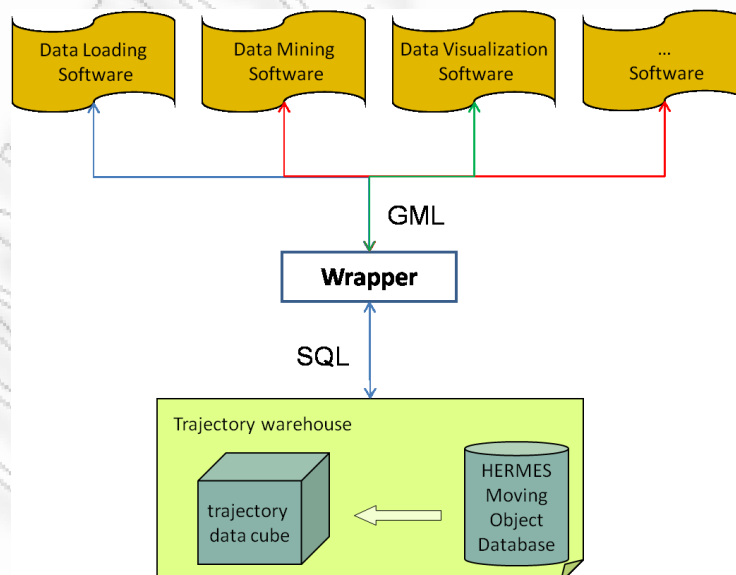 Data Loading
Software
Data Mining
Software
Data Visualization
Software
...
Software
GML
Wrapper
SQL
Trajectory warehouse
trajectory
data cube
HERMES
Moving
Object
Database